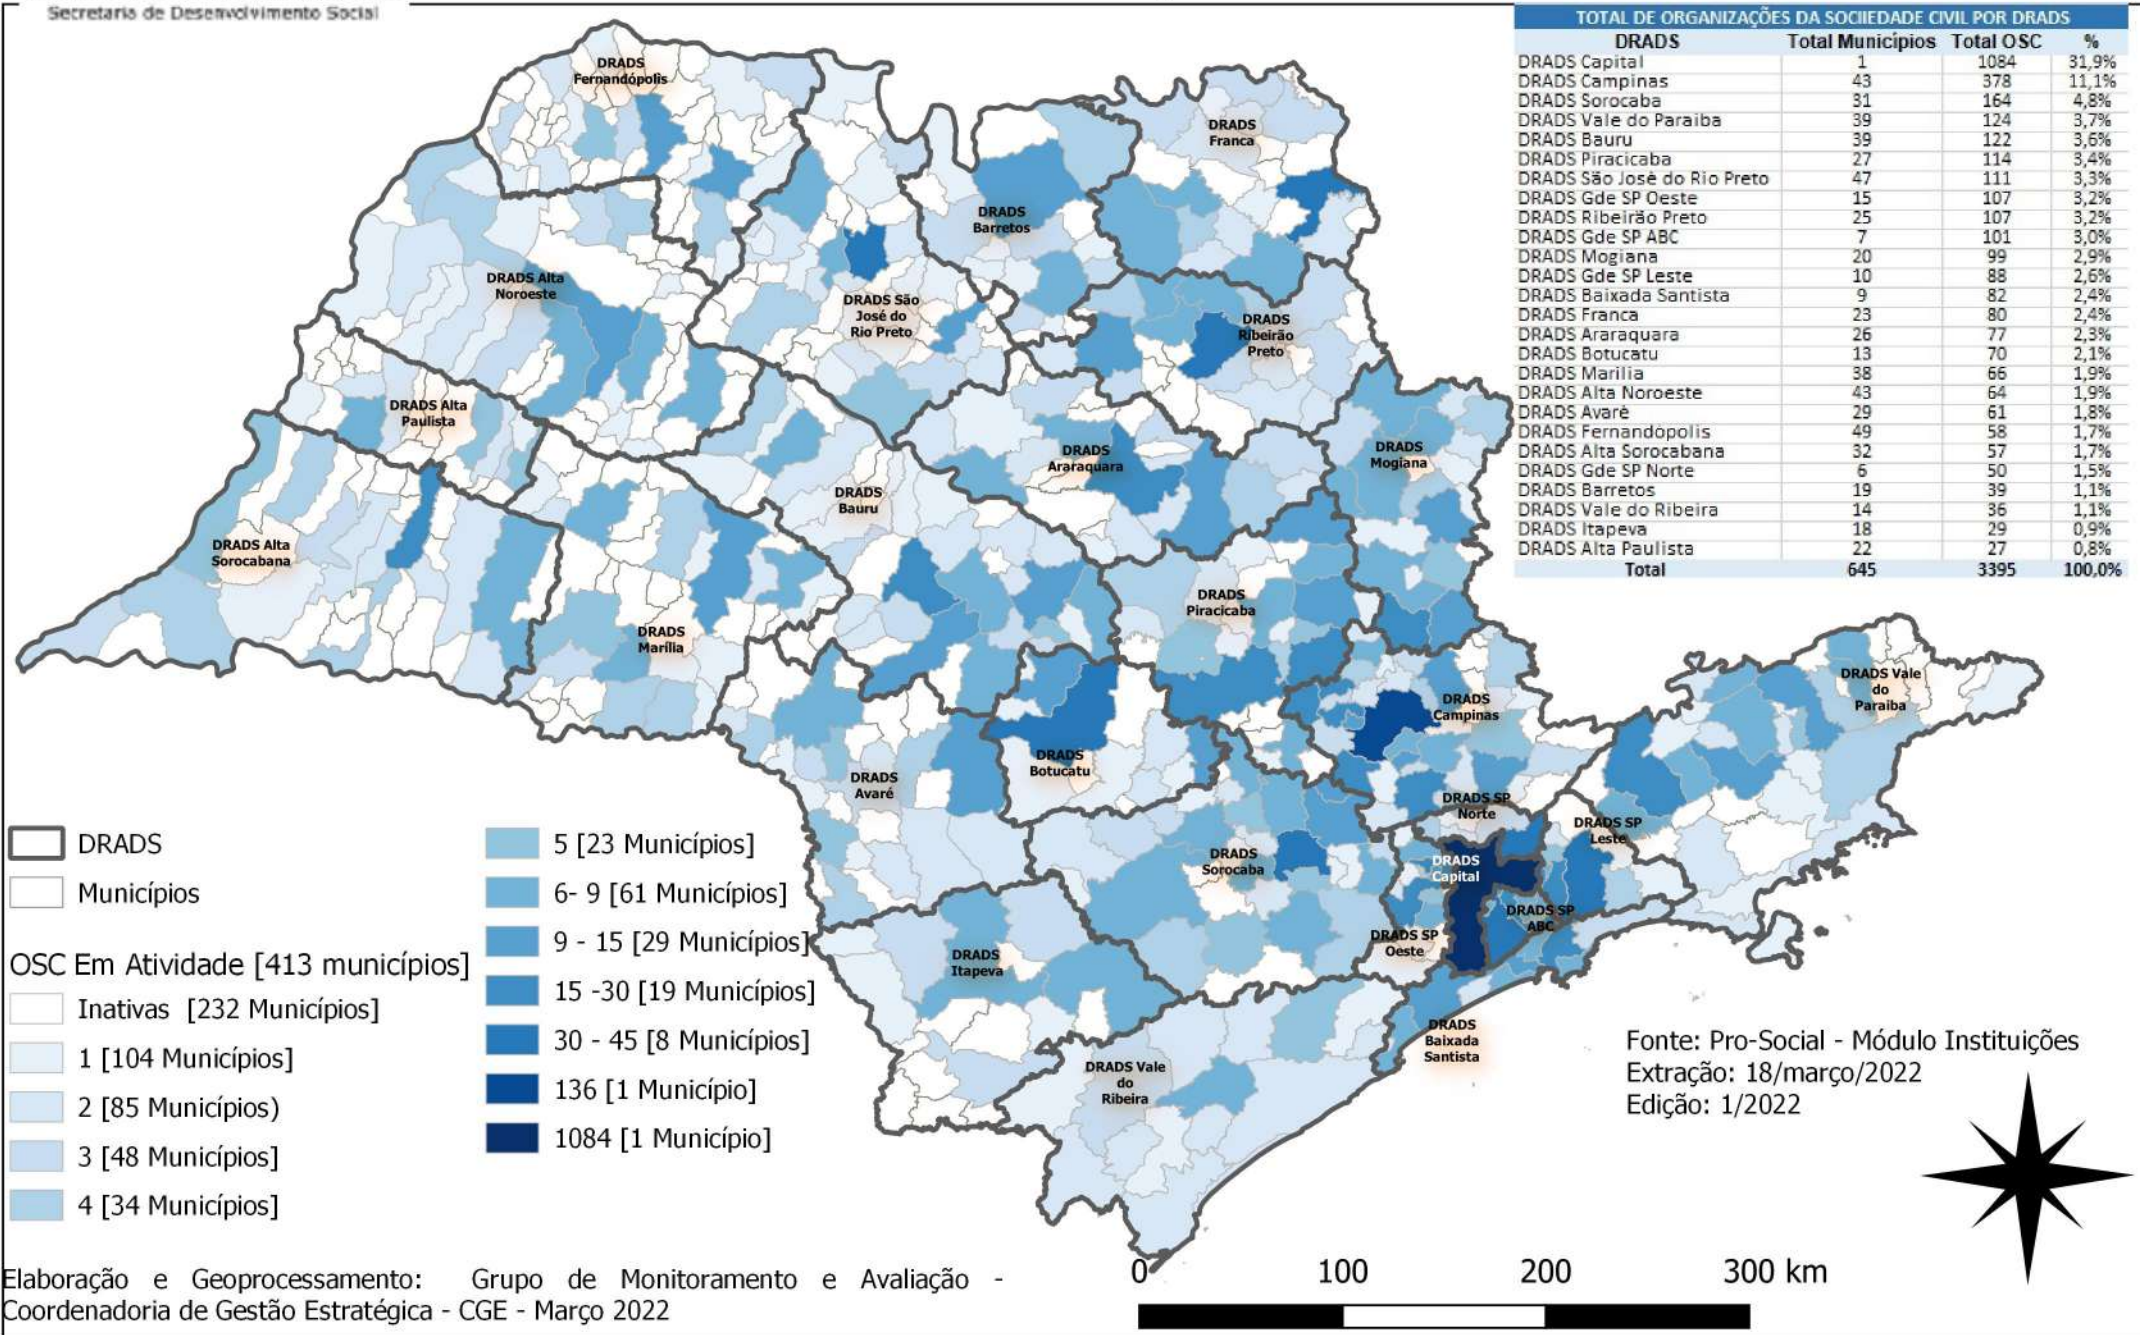 Secretaria de Desenvolvimento Social
TOTAL DE ORGANIZAÇÕES DA SOCIIEDADE CIVIL POR DRADS
DRADS Total Municípios Total OSC %
DRADS Capital 1 1084 31,9%
DRADS Campinas 43 378 11,1%
DRADS Sorocaba 31 164 4,8%
DRADS Vale do Paraiba 39 124 3,7%
DRADS Bauru 39 122 3,6%
DRADS Piracicaba 27 114 3,4%
DRADS São José do Rio Preto 47 111 3,3%
DRADS Gde SP Oeste 15 107 3,2%
DRADS Ribeirão Preto 25 107 3,2%
DRADS Gde SP ABC 7 101 3,0%
DRADS Mogiana 20 99 2,9%
DRADS Gde SP Leste 10 88 2,6%
DRADS Baixada Santista 9 82 2,4%
DRADS Franca 23 80 2,4%
DRADS Araraquara 26 77 2,3%
DRADS Botucatu 13 70 2,1%
DRADS Marilia 38 66 1,9%
DRADS Alta Noroeste 43 64 1,9%
DRADS Avaré 29 61 1,8%
DRADS Fernandópolis 49 58 1,7%
DRADS Alta Sorocabana 32 57 1,7%
DRADS Gde SP Norte 6 50 1,5%
DRADS Barretos 19 39 1,1%
DRADS Vale do Ribeira 14 36 1,1%
DRADS Itapeva 18 29 0,9%
DRADS Alta Paulista 22 27 0,8%
Total 645 3395 100,0%
DRADS
Fernandópolis
DRADS
Franca
DRADS
Barretos
DRADS Alta
Noroeste
DRADS São
José do
Rio Preto
DRADS
Ribeirão
Preto
DRADS Alta
Paulista
DRADS
Araraquara
DRADS
Mogiana
DRADS
Bauru
DRADS Alta
Sorocabana
DRADS
Piracicaba
DRADS
Marília
DRADS Vale
do
Paraiba
DRADS
Campinas
DRADS
Botucatu
DRADS
Avaré
DRADS SP
Norte
DRADS SP
Leste
DRADS
Sorocaba
DRADS
Capital
DRADS SP
ABC
DRADS SP
Oeste
DRADS
Itapeva
DRADS
Baixada
Santista
DRADS Vale
do
Ribeira
DRADS
Municípios
OSC Em Atividade [413 municípios]
Inativas [232 Municípios]
1 [104 Municípios]
2 [85 Municípios)
3 [48 Municípios]
4 [34 Municípios]
5 [23 Municípios]
6- 9 [61 Municípios]
9 - 15 [29 Municípios]
15 -30 [19 Municípios]
30 - 45 [8 Municípios]
136 [1 Município]
1084 [1 Município]
Fonte: Pro-Social - Módulo Instituições
Extração: 18/março/2022
Edição: 1/2022
0 100 200 300 km
Elaboração e Geoprocessamento: Grupo de Monitoramento e Avaliação -
Coordenadoria de Gestão Estratégica - CGE - Março 2022